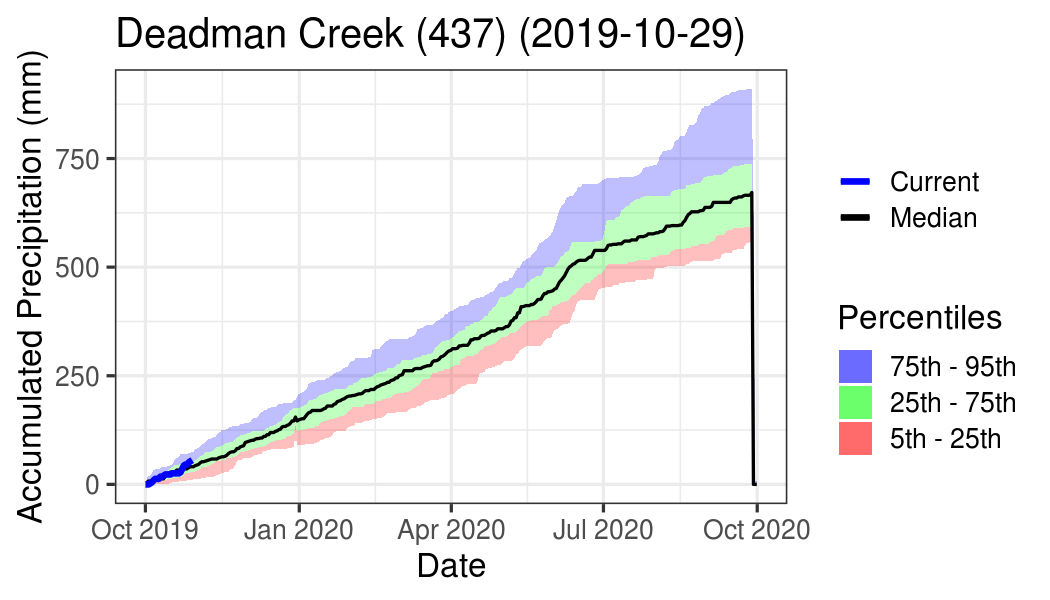 Deadman Creek (437) (2019-10-29)
Accumulated Precipitation (mm)
750
500
250
0
Oct 2019
Jan 2020
Apr 2020
Jul 2020
Oct 2020
Date
Current
Median
Percentiles
75th - 95th
25th - 75th
5th - 25th